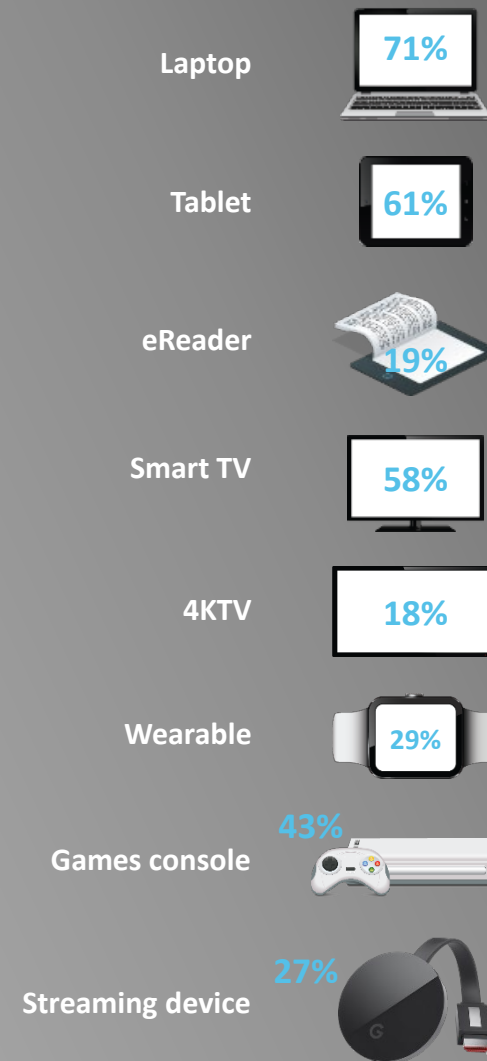 Laptop 71%
Tablet 61%
eReader 19%
Smart TV 58%
4KTV 18%
Wearable 29%
43%
Games console
27%
Streaming device
G